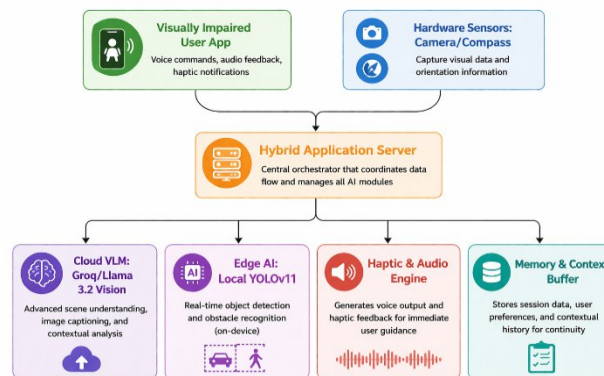 Visually Impaired
User App
Voice commands, audio feedback,
haptic notifications
Hardware Sensors:
Camera/Compass
Capture visual data and
orientation information
Hybrid Application Server
Central orchestrator that coordinates data
flow and manages all AI modules
Cloud VLM:
Groq/Llama
3.2 Vision
Advanced scene understanding,
image captioning, and
contextual analysis
AI
Edge AI:
Local YOLOv11
Real-time object detection
and obstacle recognition
(on-device)
Haptic & Audio
Engine
Generates voice output and
haptic feedback for immediate
user guidance
Memory & Contex
Buffer
Stores session data, user
preferences, and contextual
history for continuity